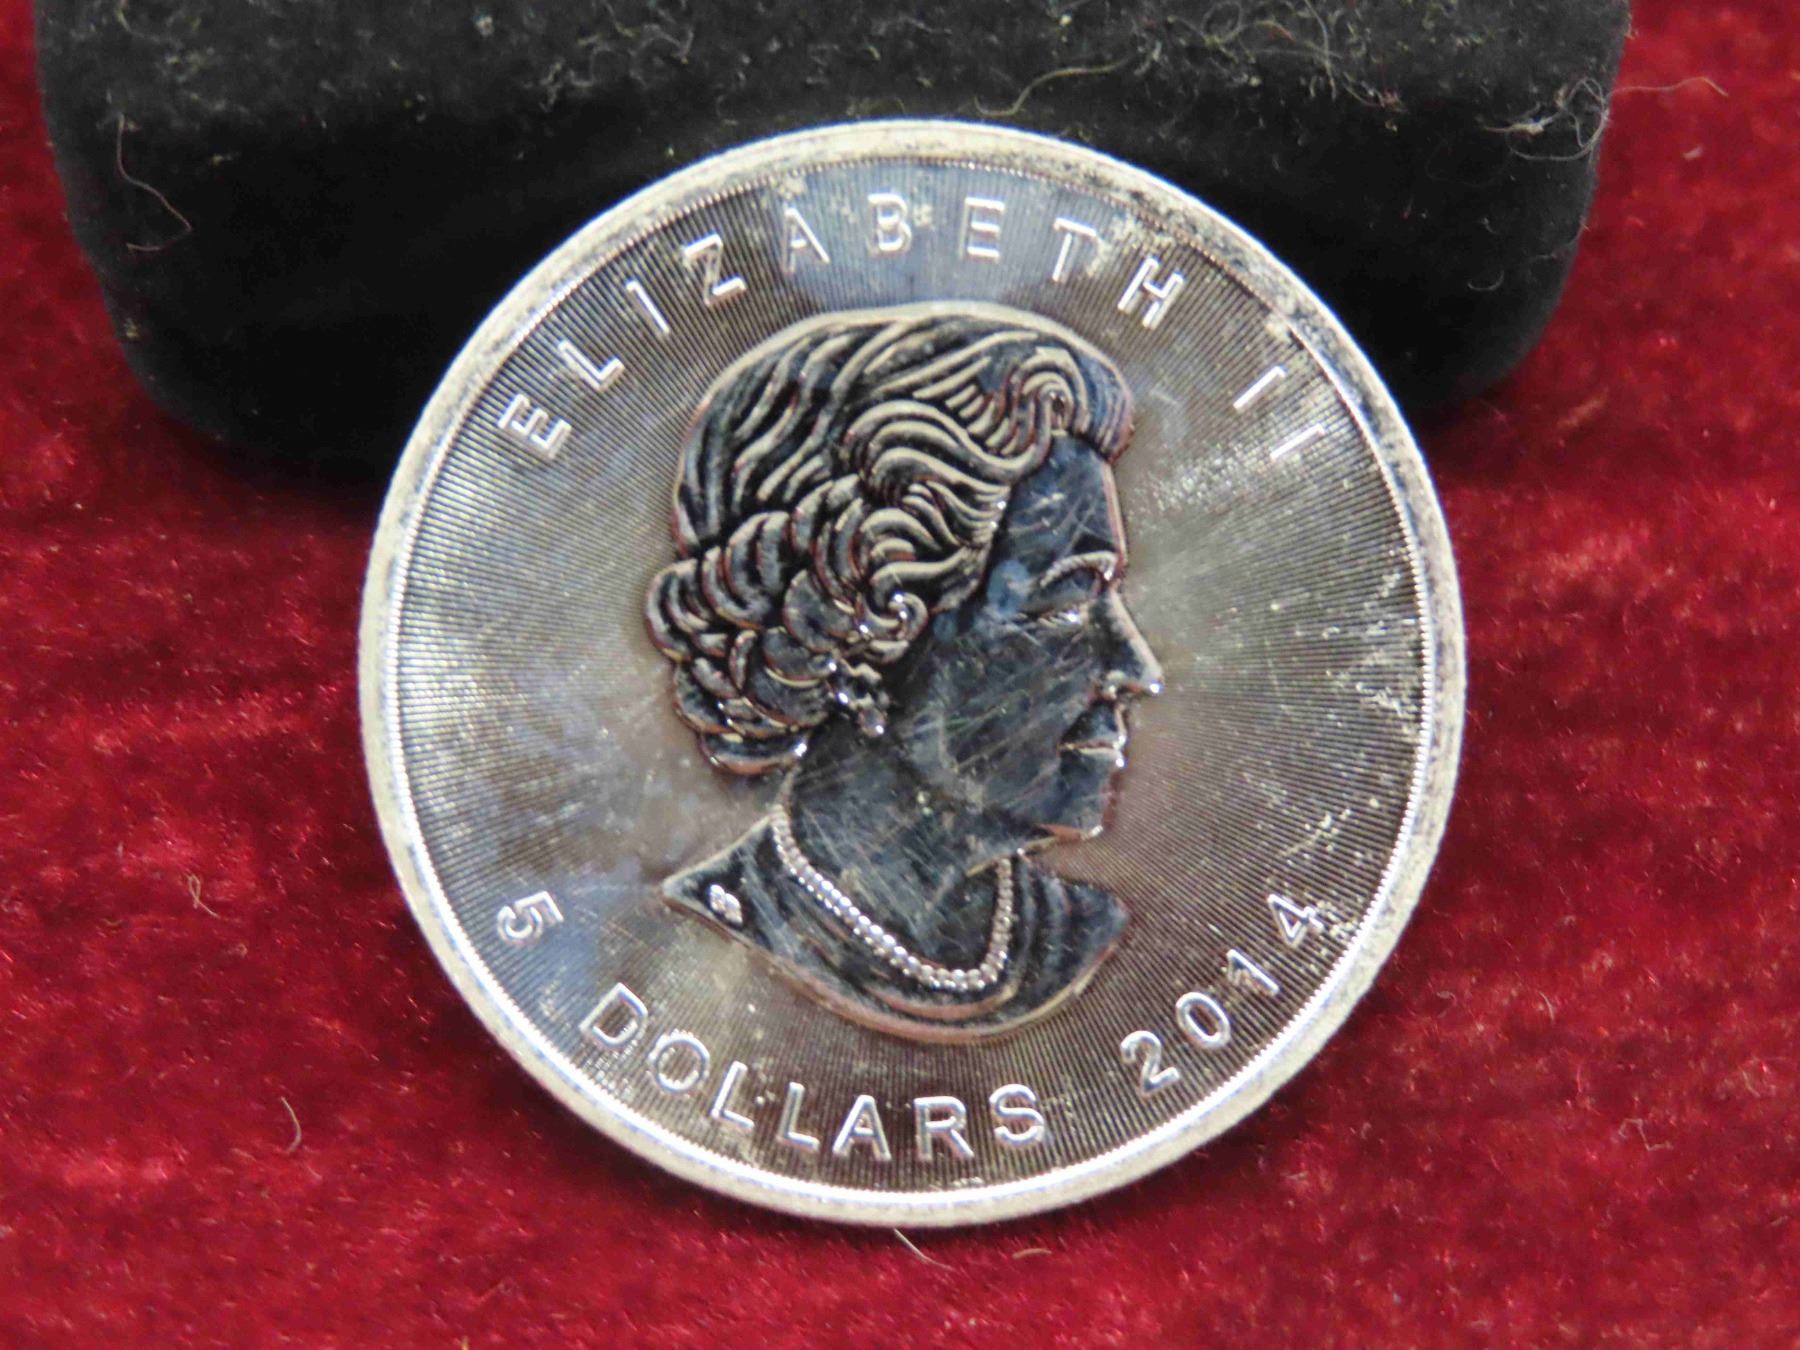 ELIZABETH II
5 DOLLARS 2014